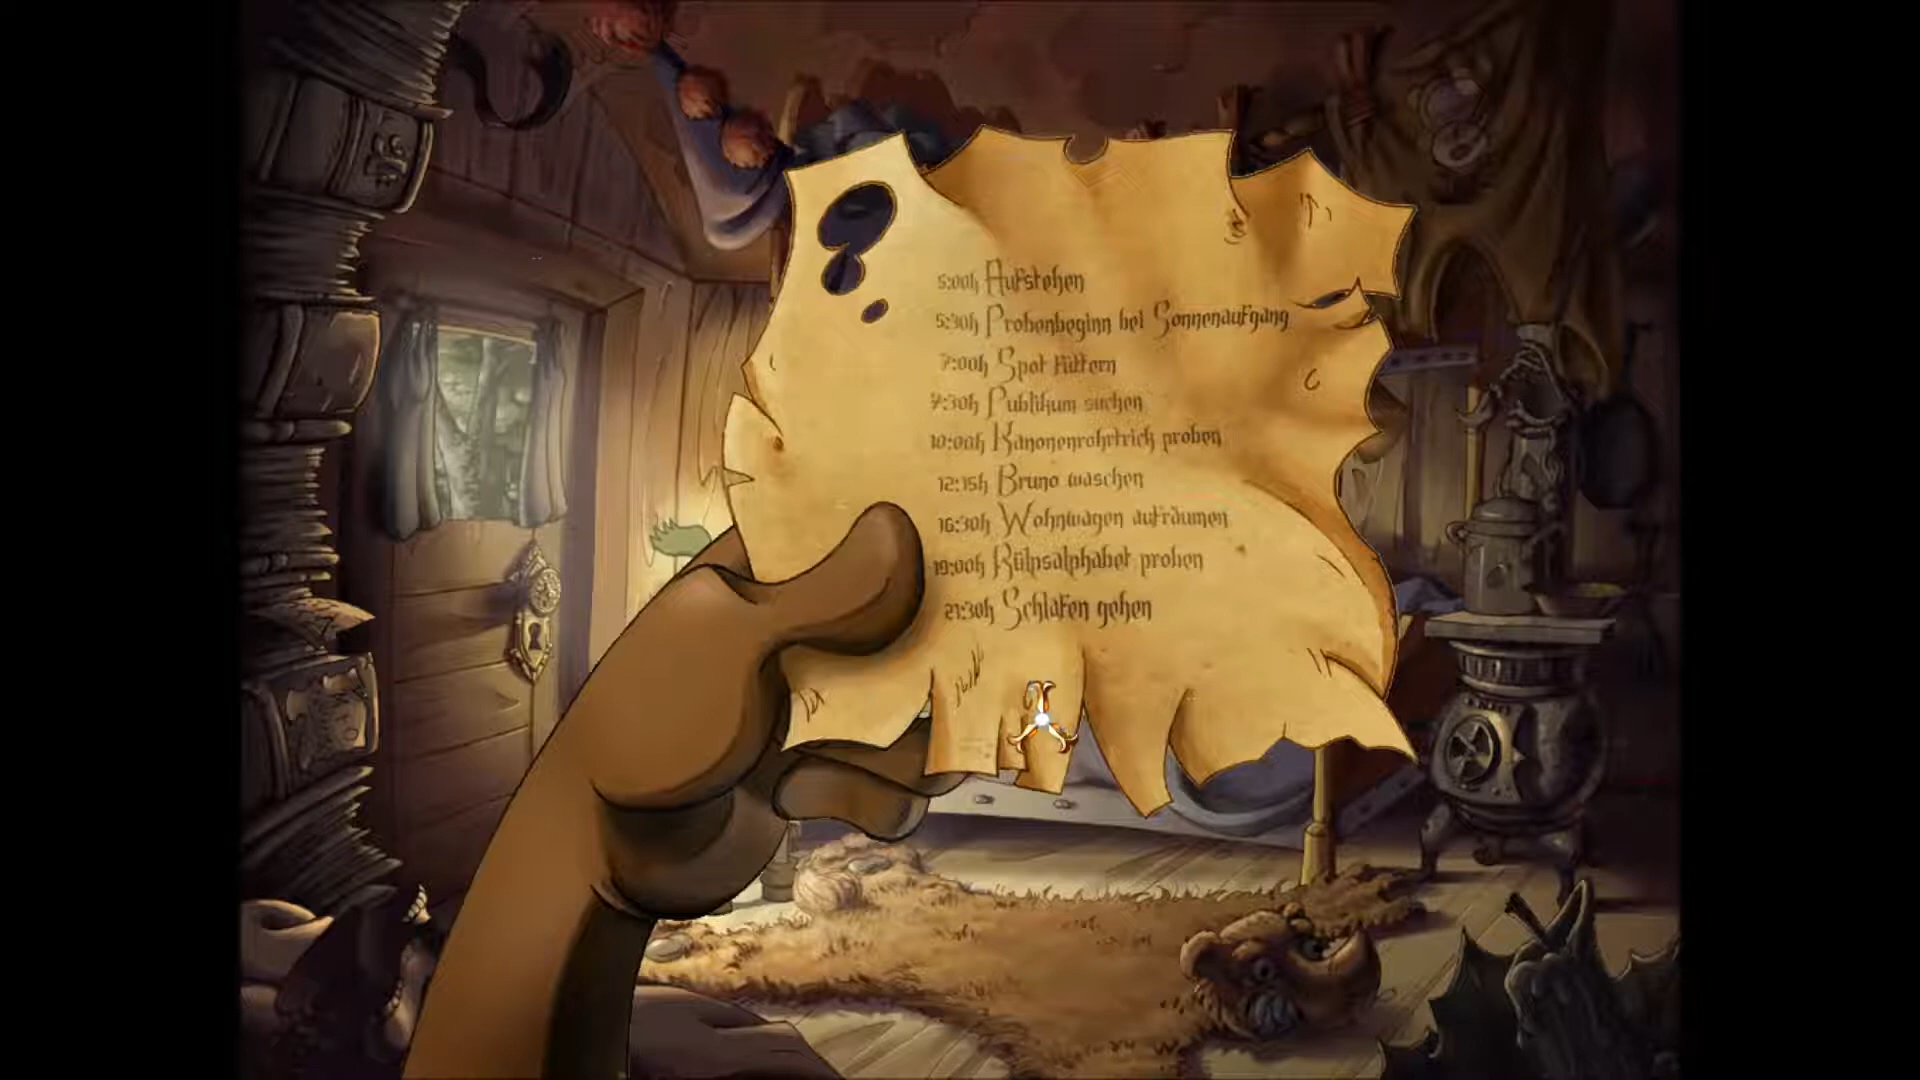 5:00h Aufstehen
5:30h Probenbeginn bei Sonnenaufgang
7:00h Spot füttern
7:30h Publikum suchen
10:00h Kanonenrohrtrick proben
12:15h Bruno waschen
16:30h Wohnwagen aufräumen
19:00h Rülpsalphabet proben
21:30h Schlafen gehen